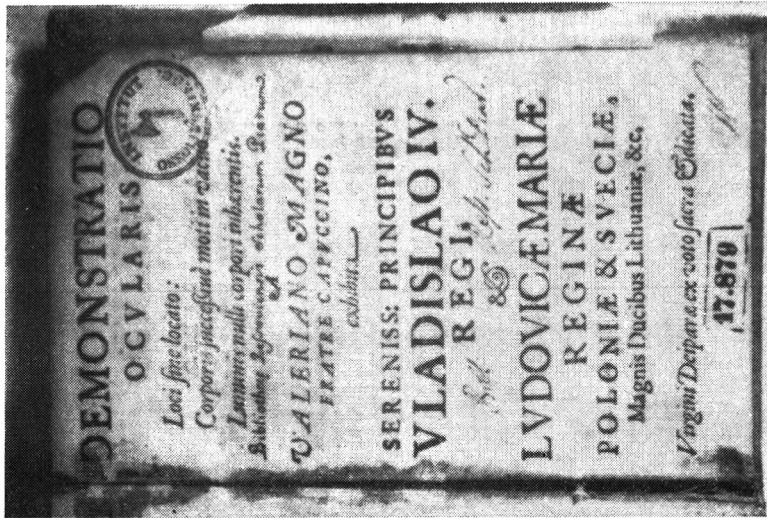 DEMONSTRATIO
OCVLARIS
Loci sine locato:
Corporis successiuè moti in vacuo:
Luminis nulli corpori inhærentis.
A
VALERIANO MAGNO
FRATRE CAPVCCINO,
exhibita
SERENISS: PRINCIPIBVS
VLADISLAO IV.
REGI,
&
LVDOVICÆ MARIÆ
REGINÆ
POLONIÆ & SVECIÆ,
Magnis Ducibus Lithuaniæ, &c.
Virgini Deiparæ ex voto sacra & dicata.
17.879